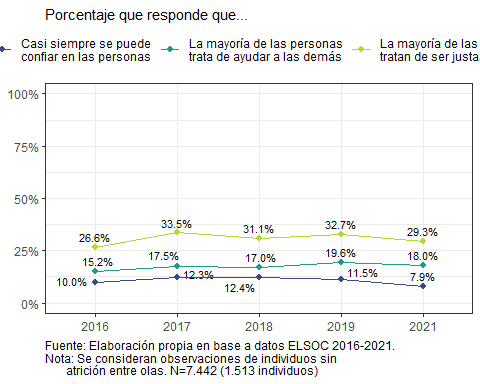 Porcentaje que responde que...
Casi siempre se puede
confiar en las personas
La mayoría de las personas
trata de ayudar a las demás
La mayoría de las
tratan de ser justa
100%
75%
50%
25%
0%
26.6%
33.5%
31.1%
32.7%
29.3%
15.2%
17.5%
17.0%
19.6%
18.0%
10.0%
12.3%
12.4%
11.5%
7.9%
2016
2017
2018
2019
2021
Fuente: Elaboración propia en base a datos ELSOC 2016-2021.
Nota: Se consideran observaciones de individuos sin
atrición entre olas. N=7.442 (1.513 individuos)